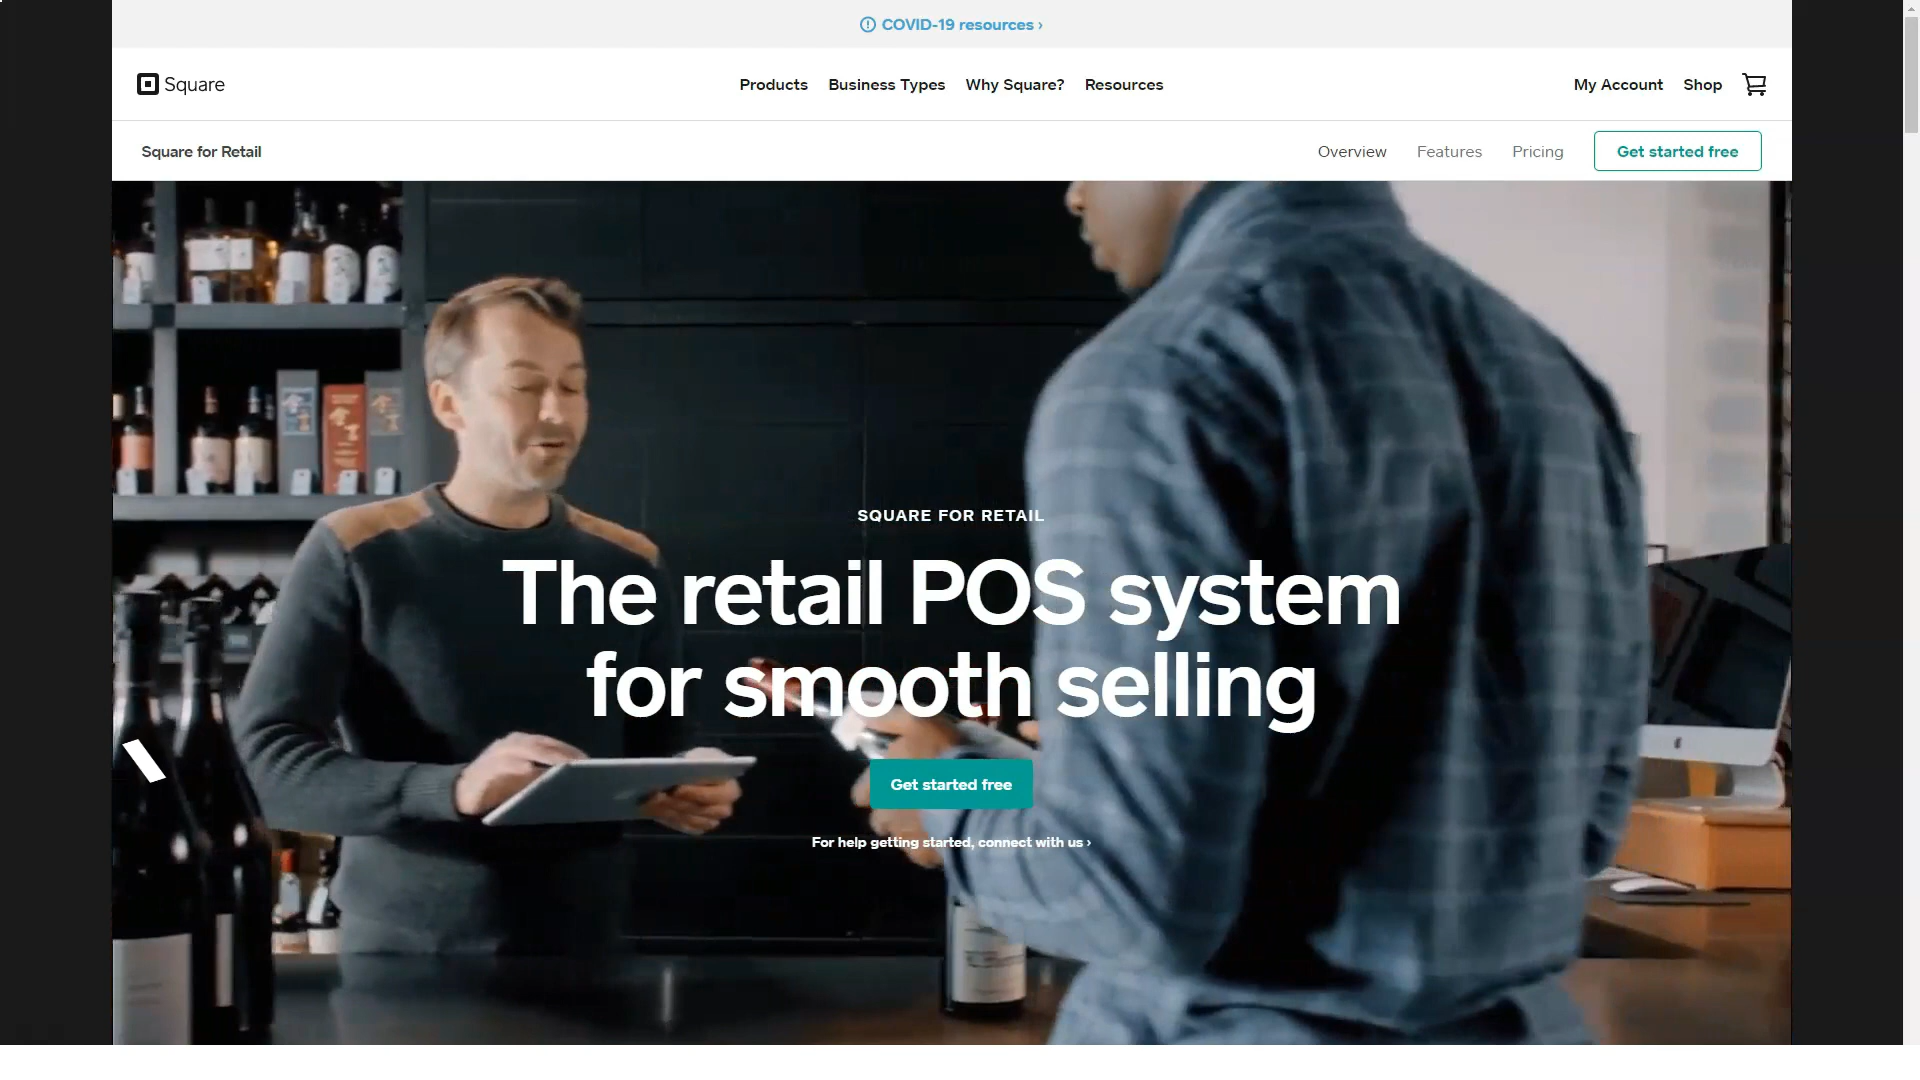 COVID-19 resources ›
Square
Products Business Types Why Square? Resources
My Account Shop
Square for Retail
Overview Features Pricing Get started free
SQUARE FOR RETAIL
The retail POS system
for smooth selling
Get started free
For help getting started, connect with us ›